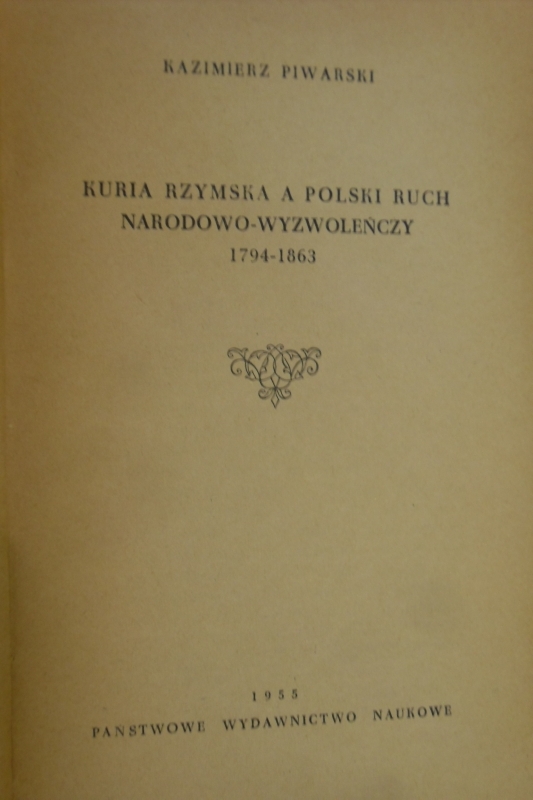 KAZIMIERZ PIWARSKI
KURIA RZYMSKA A POLSKI RUCH
NARODOWO-WYZWOLEŃCZY
1794-1863
1955
PAŃSTWOWE WYDAWNICTWO NAUKOWE